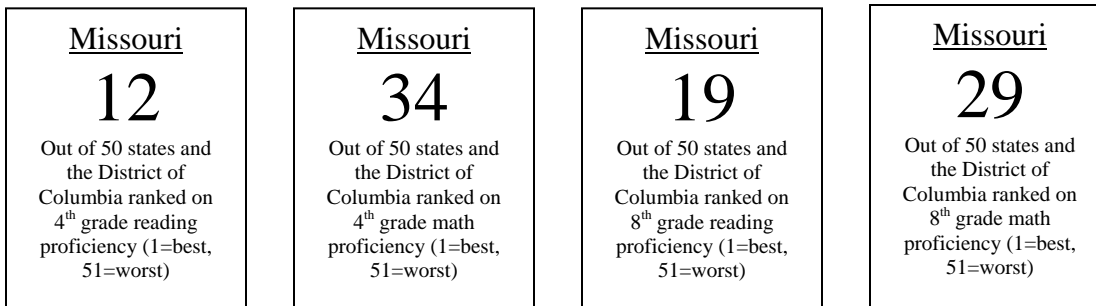 Missouri
12
Out of 50 states and
the District of
Columbia ranked on
4th grade reading
proficiency (1=best,
51=worst)
Missouri
34
Out of 50 states and
the District of
Columbia ranked on
4th grade math
proficiency (1=best,
51=worst)
Missouri
19
Out of 50 states and
the District of
Columbia ranked on
8th grade reading
proficiency (1=best,
51=worst)
Missouri
29
Out of 50 states and
the District of
Columbia ranked on
8th grade math
proficiency (1=best,
51=worst)